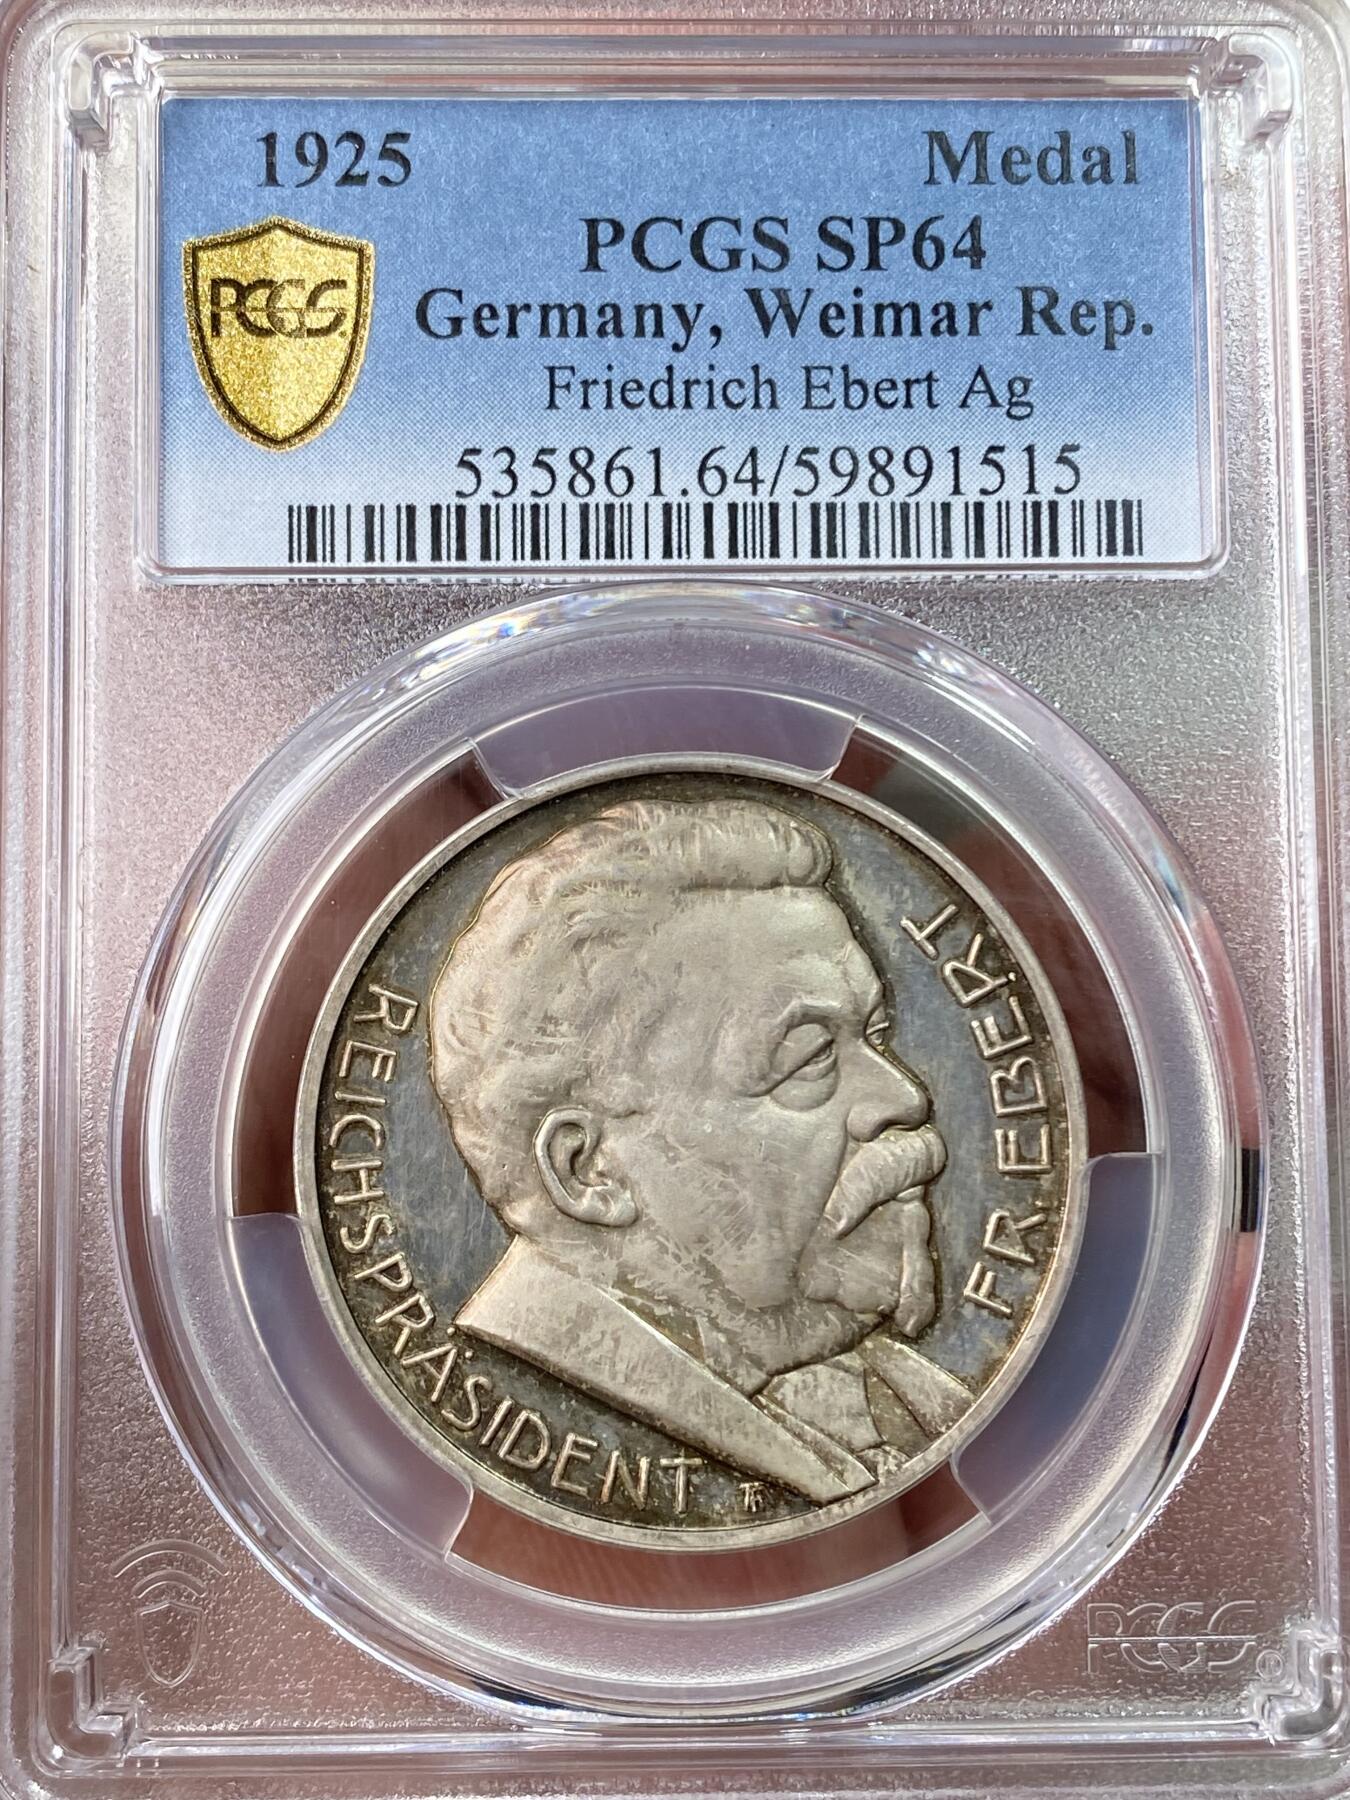 1925 Medal
PCGS SP64
PCGS
Germany, Weimar Rep.
Friedrich Ebert Ag
535861.64/59891515
REICHSPRÄSIDENT
FR. EBERT
PCGS